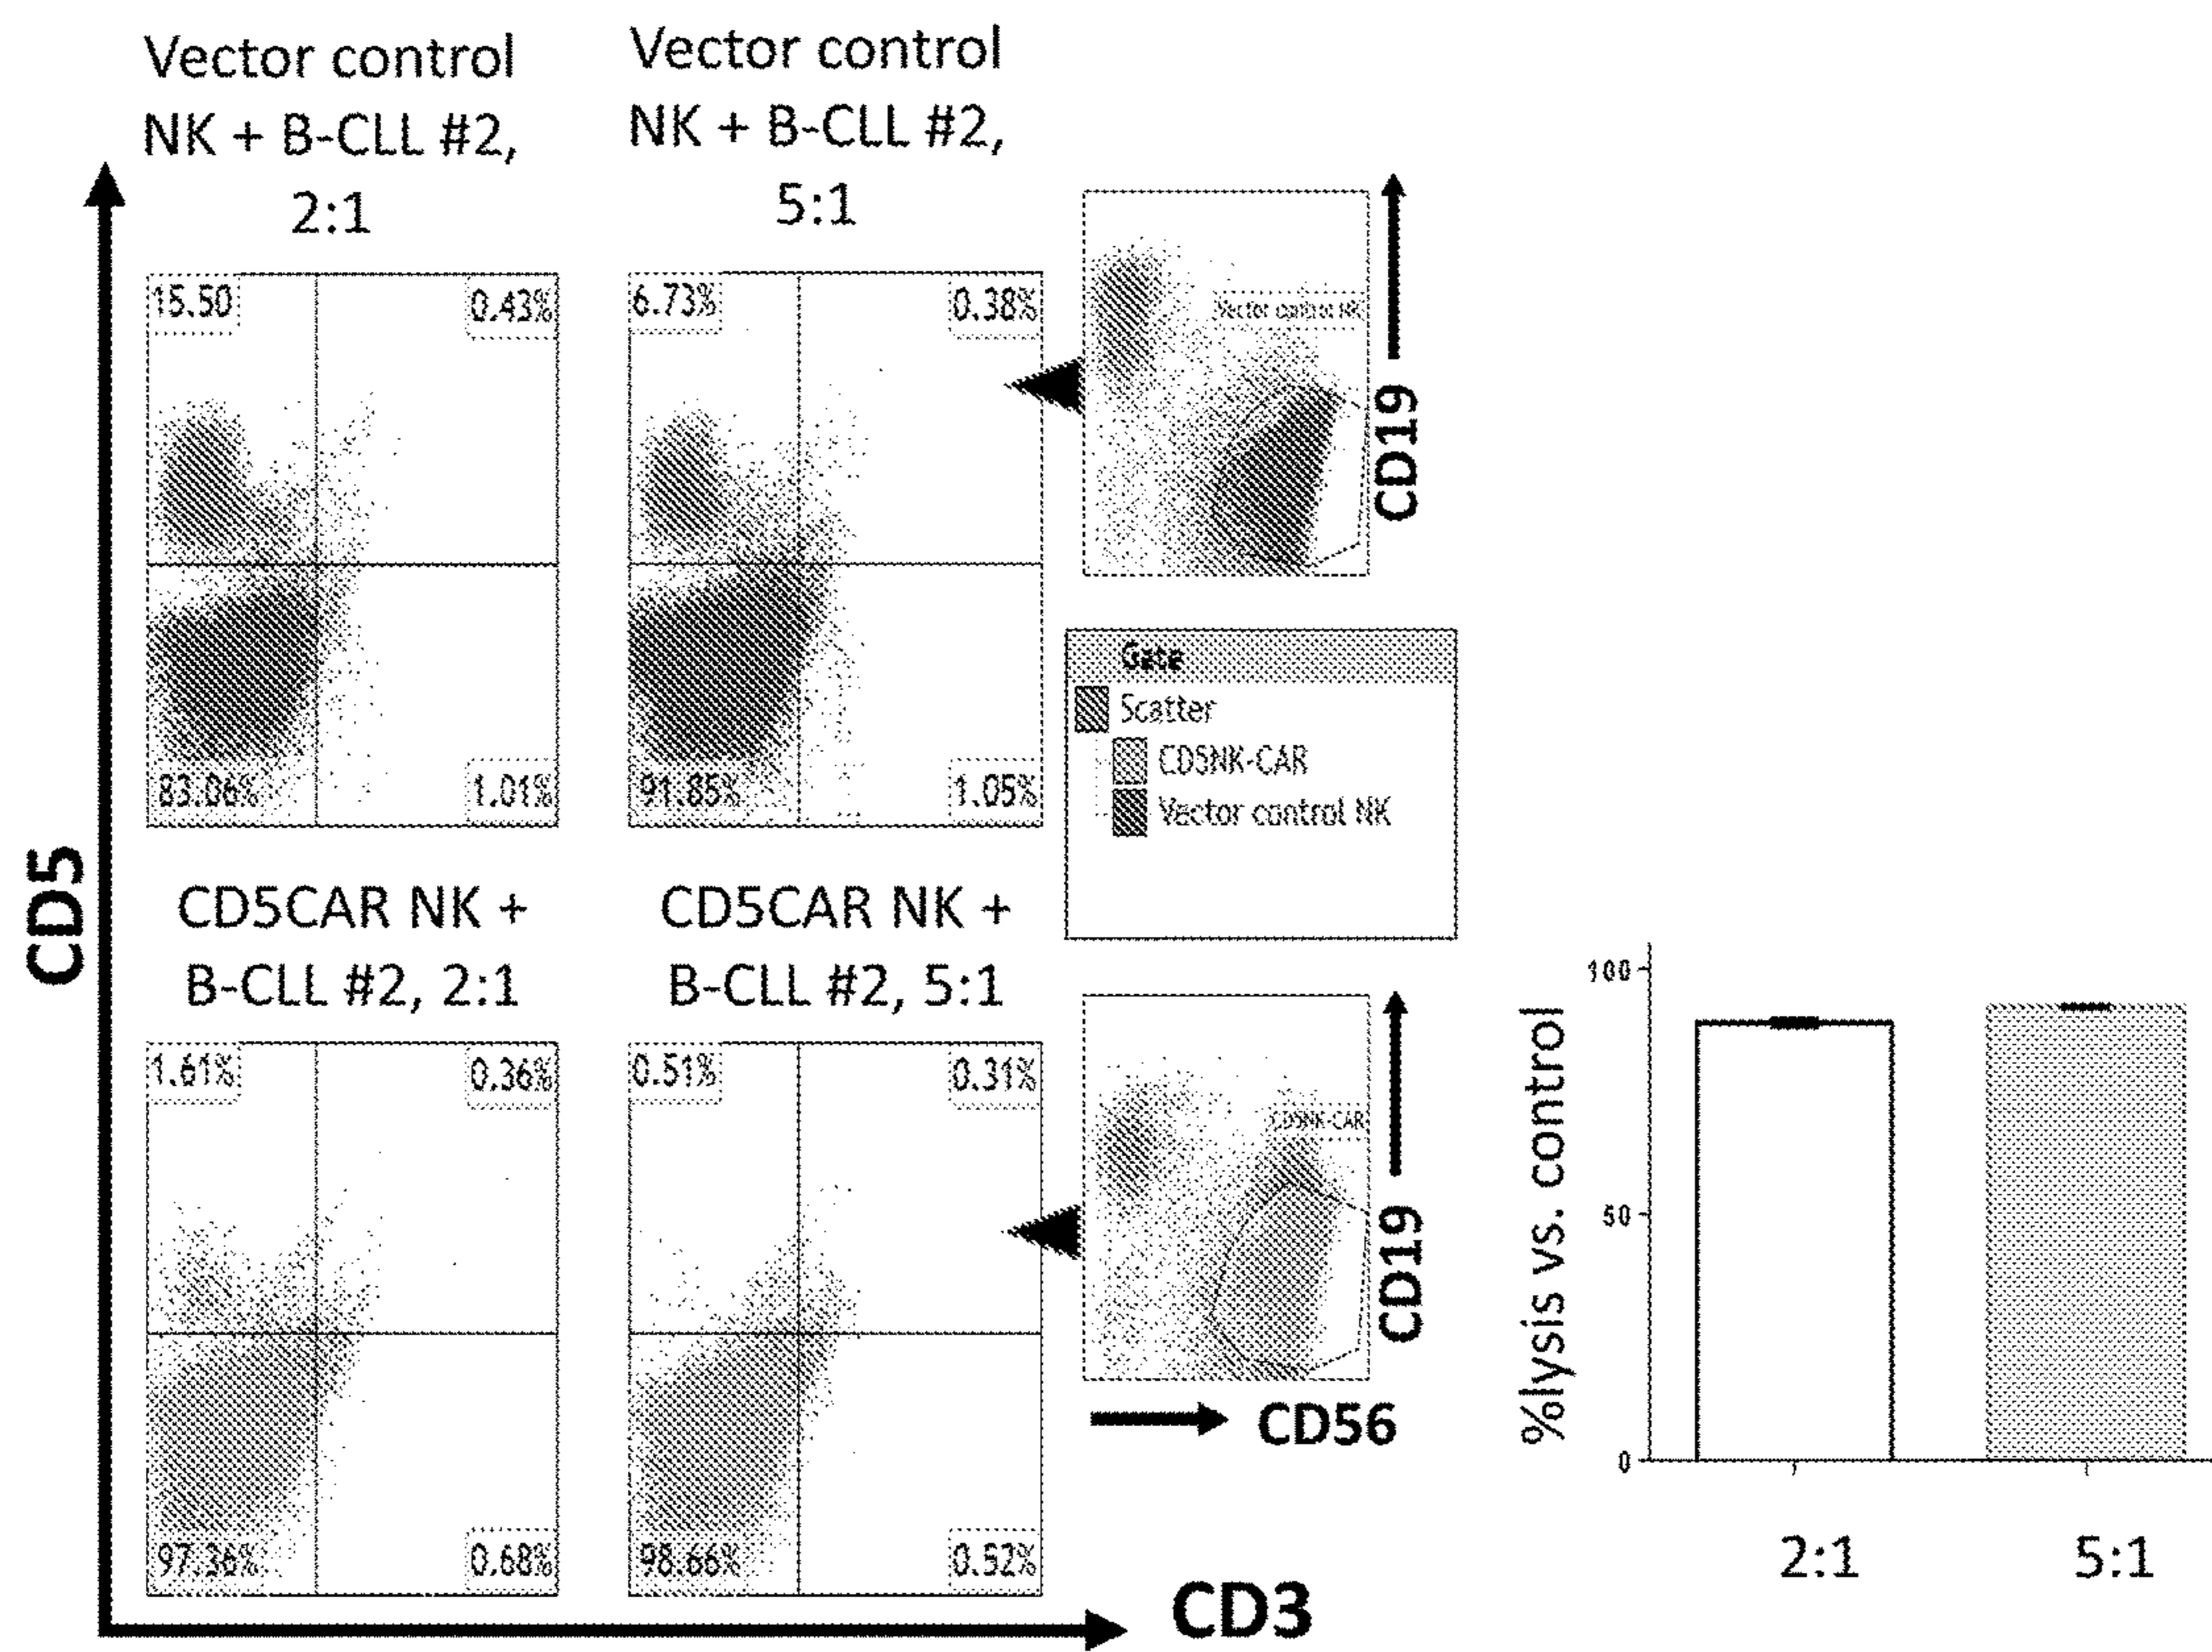 Vector control
NK + B-CLL #2,
2:1
Vector control
NK + B-CLL #2,
5:1
15.50
0.43%
83.06%
1.01%
6.73%
0.38%
91.85%
1.05%
Vector control NK
CD19
Gate
Scatter
CD5NK-CAR
Vector control NK
CD5
CD5CAR NK +
B-CLL #2, 2:1
CD5CAR NK +
B-CLL #2, 5:1
1.61%
0.36%
97.36%
0.68%
0.51%
0.31%
98.66%
0.52%
CD5NK-CAR
CD19
CD56
CD3
%lysis vs. control
100
50
0
2:1
5:1